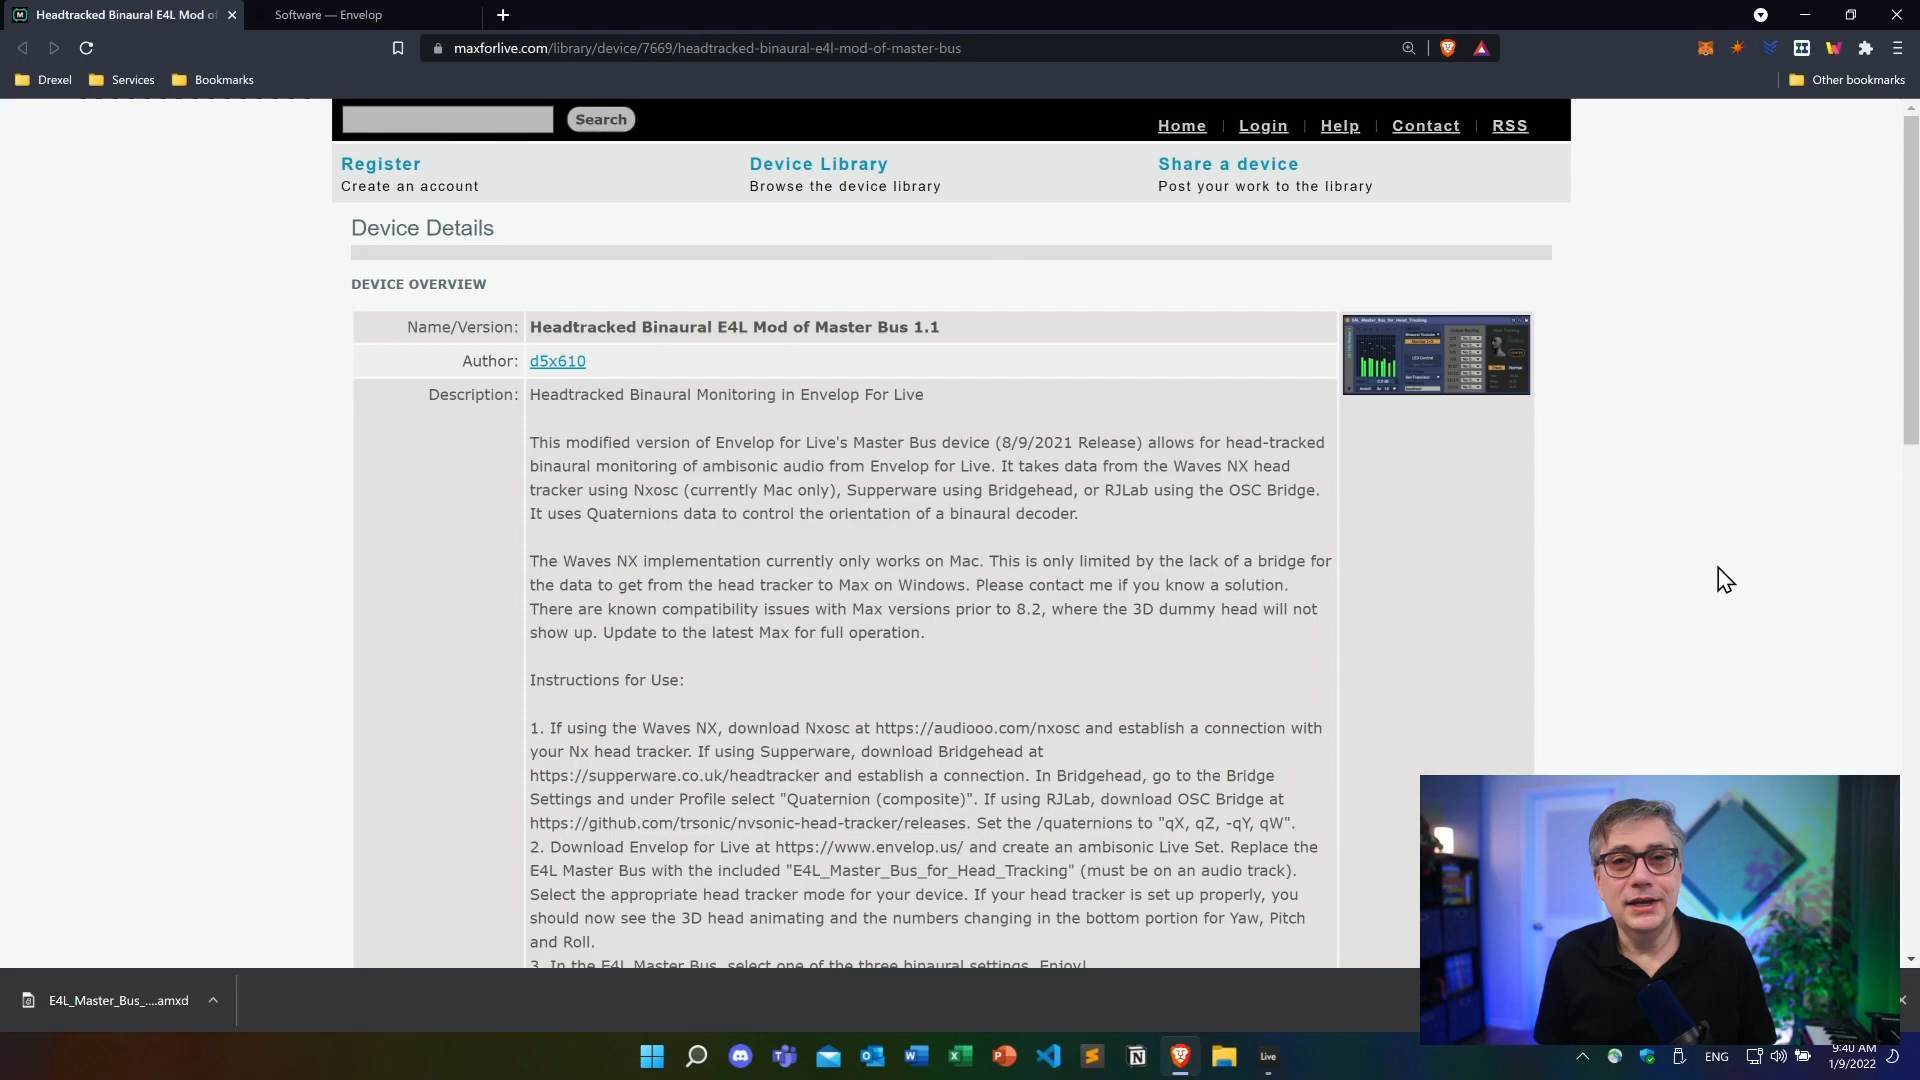 Headtracked Binaural E4L Mod of
Software — Envelop
maxforlive.com/library/device/7669/headtracked-binaural-e4l-mod-of-master-bus
Drexel
Services
Bookmarks
Other bookmarks
Search
Home
Login
Help
Contact
RSS
Register
Create an account
Device Library
Browse the device library
Share a device
Post your work to the library
Device Details
DEVICE OVERVIEW
Name/Version: Headtracked Binaural E4L Mod of Master Bus 1.1
Author: d5x610
Description: Headtracked Binaural Monitoring in Envelop For Live
This modified version of Envelop for Live's Master Bus device (8/9/2021 Release) allows for head-tracked
binaural monitoring of ambisonic audio from Envelop for Live. It takes data from the Waves NX head
tracker using Nxosc (currently Mac only), Supperware using Bridgehead, or RJLab using the OSC Bridge.
It uses Quaternions data to control the orientation of a binaural decoder.
The Waves NX implementation currently only works on Mac. This is only limited by the lack of a bridge for
the data to get from the head tracker to Max on Windows. Please contact me if you know a solution.
There are known compatibility issues with Max versions prior to 8.2, where the 3D dummy head will not
show up. Update to the latest Max for full operation.
Instructions for Use:
1. If using the Waves NX, download Nxosc at https://audiooo.com/nxosc and establish a connection with
your Nx head tracker. If using Supperware, download Bridgehead at
https://supperware.co.uk/headtracker and establish a connection. In Bridgehead, go to the Bridge
Settings and under Profile select "Quaternion (composite)". If using RJLab, download OSC Bridge at
https://github.com/trsonic/nvsonic-head-tracker/releases. Set the /quaternions to "qX, qZ, -qY, qW".
2. Download Envelop for Live at https://www.envelop.us/ and create an ambisonic Live Set. Replace the
E4L Master Bus with the included "E4L_Master_Bus_for_Head_Tracking" (must be on an audio track).
Select the appropriate head tracker mode for your device. If your head tracker is set up properly, you
should now see the 3D head animating and the numbers changing in the bottom portion for Yaw, Pitch
and Roll.
3. In the E4L Master Bus, select one of the three binaural settings. Enjoy!
E4L_Master_Bus_....amxd
Live
ENG
9:40 AM
1/9/2022